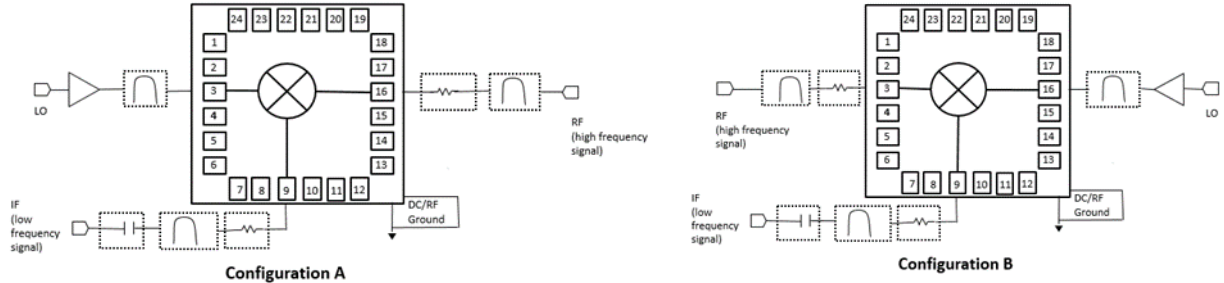 24 23 22 21 20 19
1
2
3
4
5
6
18
17
16
15
14
13
7 8 9 10 11 12
LO
RF
(high frequency
signal)
IF
(low
frequency
signal)
DC/RF
Ground
Configuration A
24 23 22 21 20 19
1
2
3
4
5
6
18
17
16
15
14
13
7 8 9 10 11 12
RF
(high frequency
signal)
LO
IF
(low
frequency
signal)
DC/RF
Ground
Configuration B